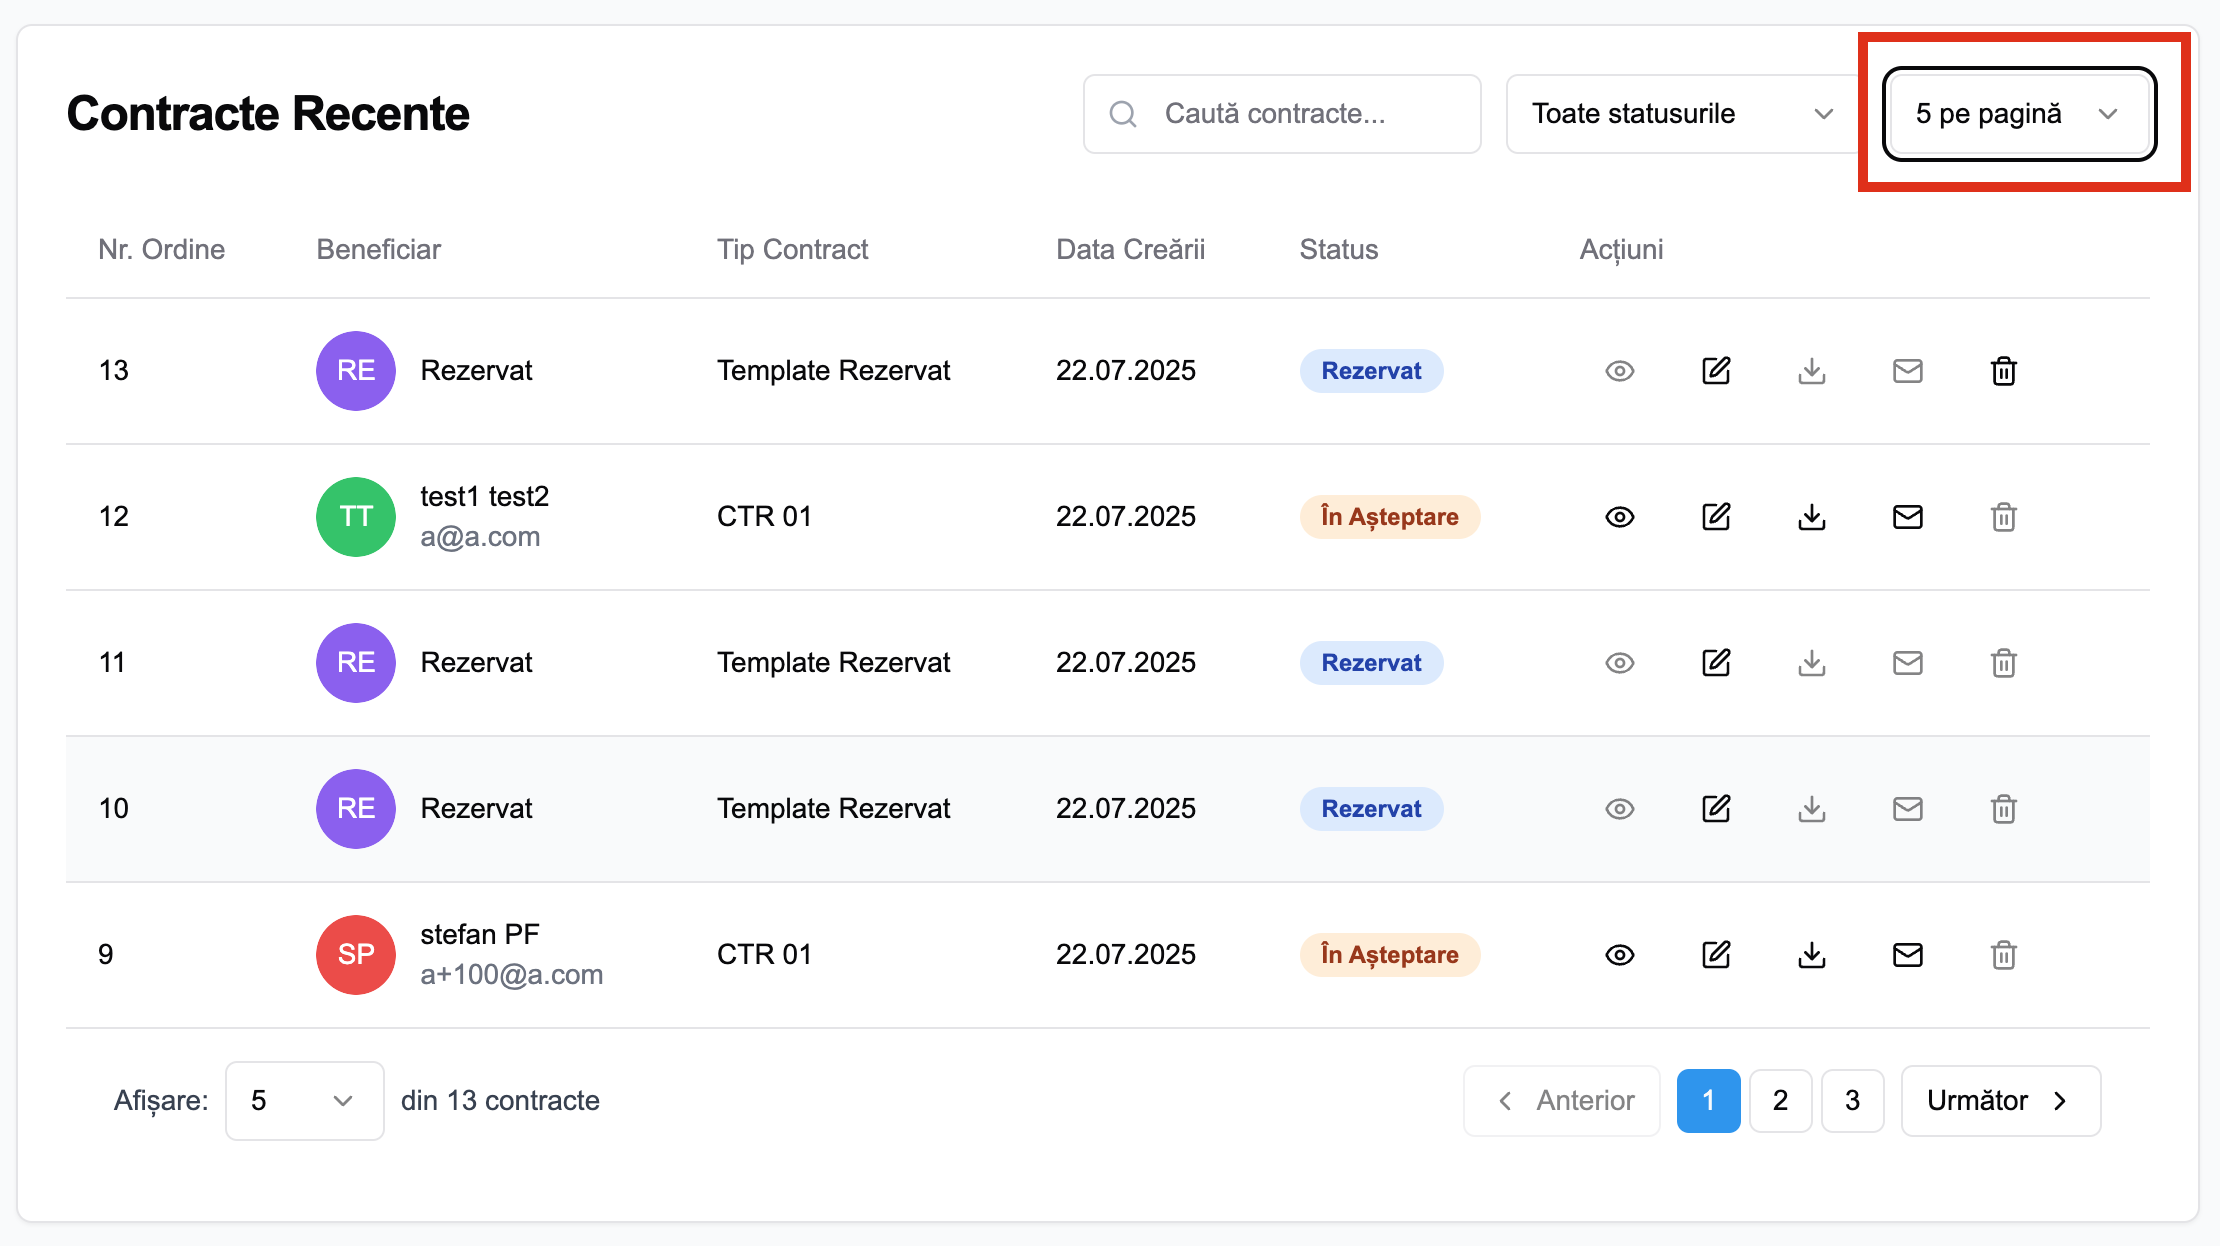 Contracte Recente
Caută contracte...
Toate statusurile
5 pe pagină
Nr. Ordine Beneficiar Tip Contract Data Creării Status Acțiuni
13 RE Rezervat Template Rezervat 22.07.2025 Rezervat
12 TT test1 test2 CTR 01 22.07.2025 În Așteptare
a@a.com
11 RE Rezervat Template Rezervat 22.07.2025 Rezervat
10 RE Rezervat Template Rezervat 22.07.2025 Rezervat
9 SP stefan PF CTR 01 22.07.2025 În Așteptare
a+100@a.com
Afișare: 5 din 13 contracte Anterior 1 2 3 Următor